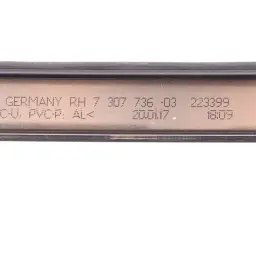 GERMANY RH 7 307 736 -03 223399
C-U, PVC-P; AL< 20.01.17 18:09